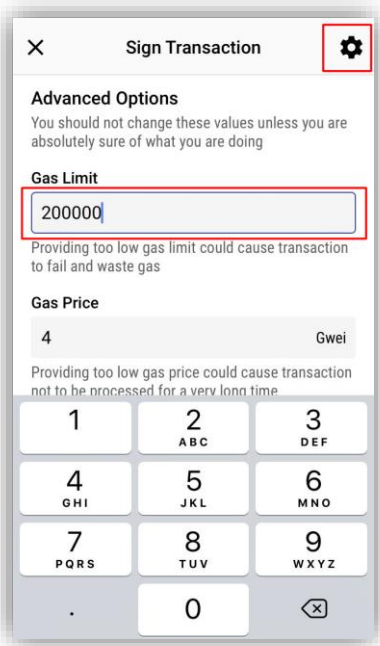 Sign Transaction
Advanced Options
You should not change these values unless you are
absolutely sure of what you are doing
Gas Limit
200000
Providing too low gas limit could cause transaction
to fail and waste gas
Gas Price
4 Gwei
Providing too low gas price could cause transaction
not to be processed for a very long time
1 2 3
ABC DEF
4 5 6
GHI JKL MNO
7 8 9
PQRS TUV WXYZ
. 0